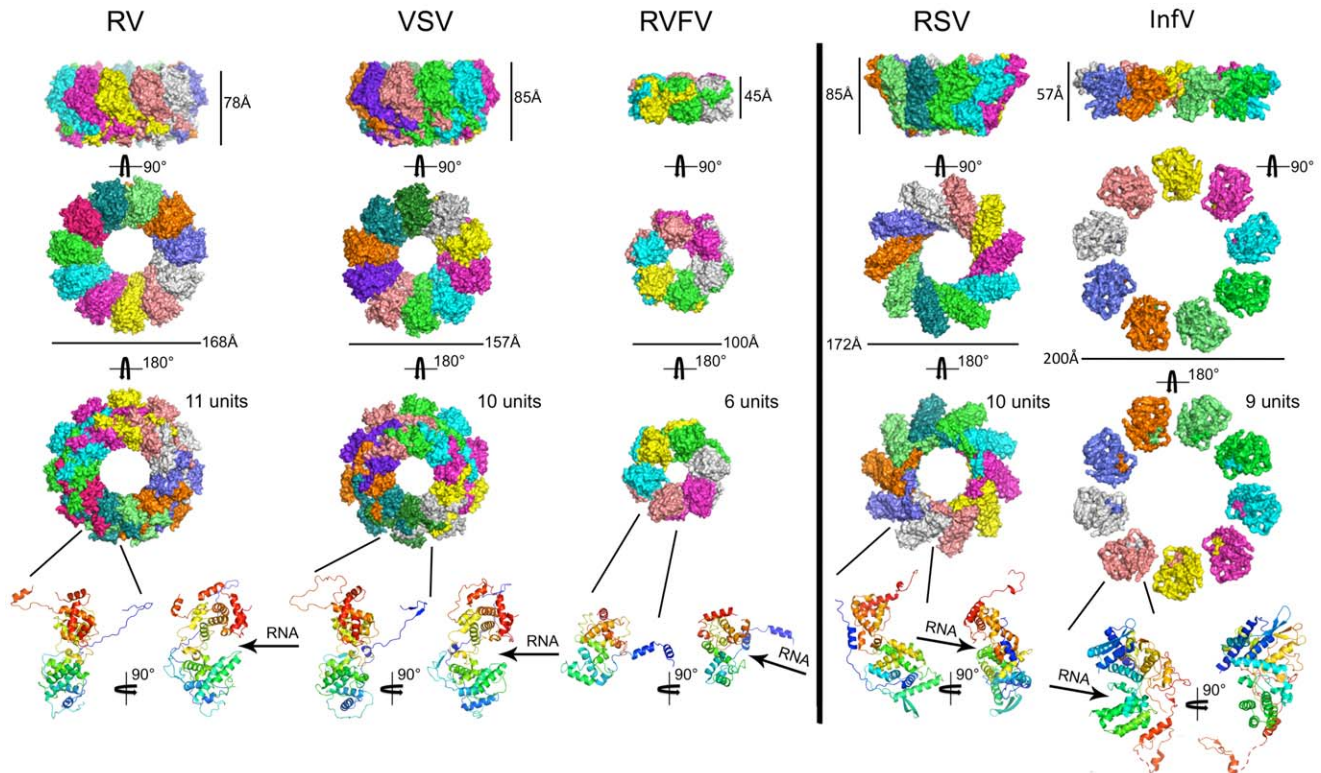 RV VSV RVFV RSV InfV
78Å 85Å 45Å 85Å 57Å
90° 90° 90° 90° 90°
168Å 157Å 100Å 172Å 200Å
180° 180° 180° 180° 180°
11 units 10 units 6 units 10 units 9 units
RNA RNA RNA RNA RNA
90° 90° 90° 90° 90°